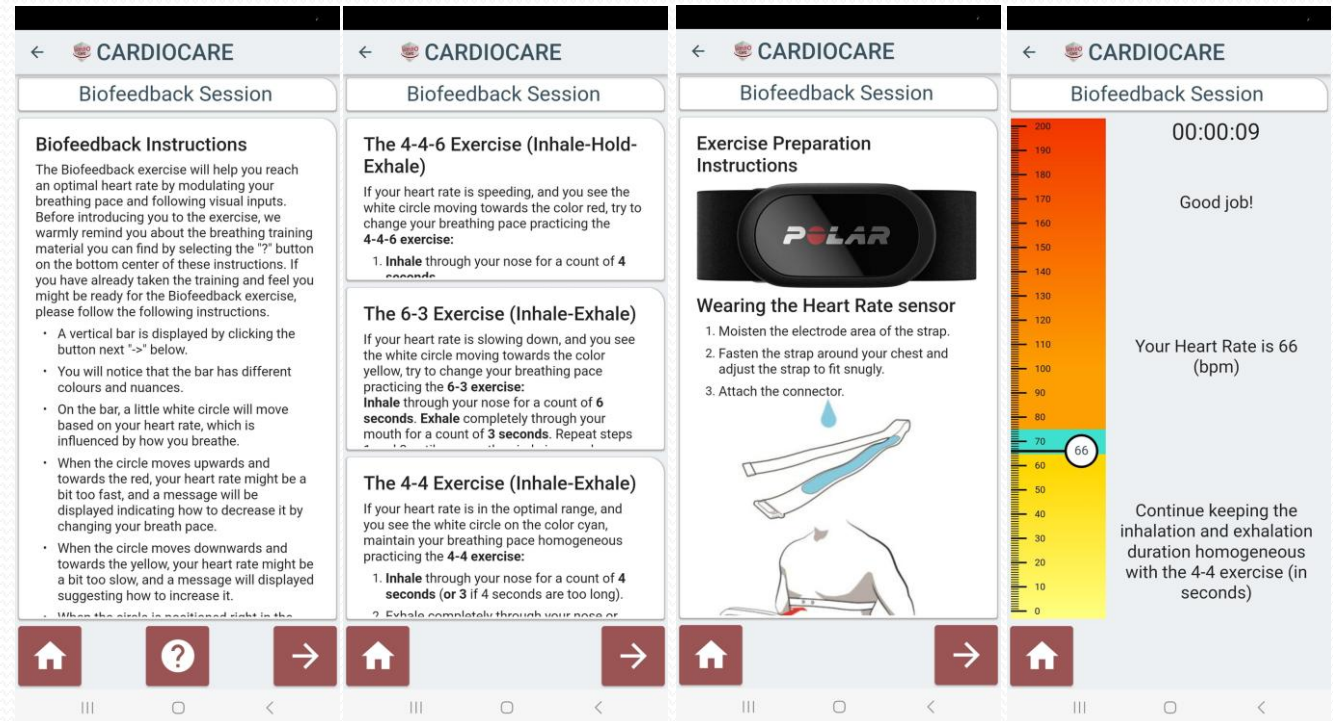 CARDIOCARE
Biofeedback Session
Biofeedback Instructions
The Biofeedback exercise will help you reach
an optimal heart rate by modulating your
breathing pace and following visual inputs.
Before introducing you to the exercise, we
warmly remind you about the breathing training
material you can find by selecting the "?" button
on the bottom center of these instructions. If
you have already taken the training and feel you
might be ready for the Biofeedback exercise,
please follow the following instructions.
• A vertical bar is displayed by clicking the
button next "->" below.
• You will notice that the bar has different
colours and nuances.
• On the bar, a little white circle will move
based on your heart rate, which is
influenced by how you breathe.
• When the circle moves upwards and
towards the red, your heart rate might be a
bit too fast, and a message will be
displayed indicating how to decrease it by
changing your breath pace.
• When the circle moves downwards and
towards the yellow, your heart rate might be
a bit too slow, and a message will displayed
suggesting how to increase it.
• When the circle is positioned right in the
?
CARDIOCARE
Biofeedback Session
The 4-4-6 Exercise (Inhale-Hold-
Exhale)
If your heart rate is speeding, and you see the
white circle moving towards the color red, try to
change your breathing pace practicing the
4-4-6 exercise:
1. Inhale through your nose for a count of 4
seconds
The 6-3 Exercise (Inhale-Exhale)
If your heart rate is slowing down, and you see
the white circle moving towards the color
yellow, try to change your breathing pace
practicing the 6-3 exercise:
Inhale through your nose for a count of 6
seconds. Exhale completely through your
mouth for a count of 3 seconds. Repeat steps
The 4-4 Exercise (Inhale-Exhale)
If your heart rate is in the optimal range, and
you see the white circle on the color cyan,
maintain your breathing pace homogeneous
practicing the 4-4 exercise:
1. Inhale through your nose for a count of 4
seconds (or 3 if 4 seconds are too long).
2. Exhale completely through your nose or
CARDIOCARE
Biofeedback Session
Exercise Preparation
Instructions
POLAR
Wearing the Heart Rate sensor
1. Moisten the electrode area of the strap.
2. Fasten the strap around your chest and
adjust the strap to fit snugly.
3. Attach the connector.
CARDIOCARE
Biofeedback Session
200
190
180
170
160
150
140
130
120
110
100
90
80
70
60
50
40
30
20
10
0
66
00:00:09
Good job!
Your Heart Rate is 66
(bpm)
Continue keeping the
inhalation and exhalation
duration homogeneous
with the 4-4 exercise (in
seconds)